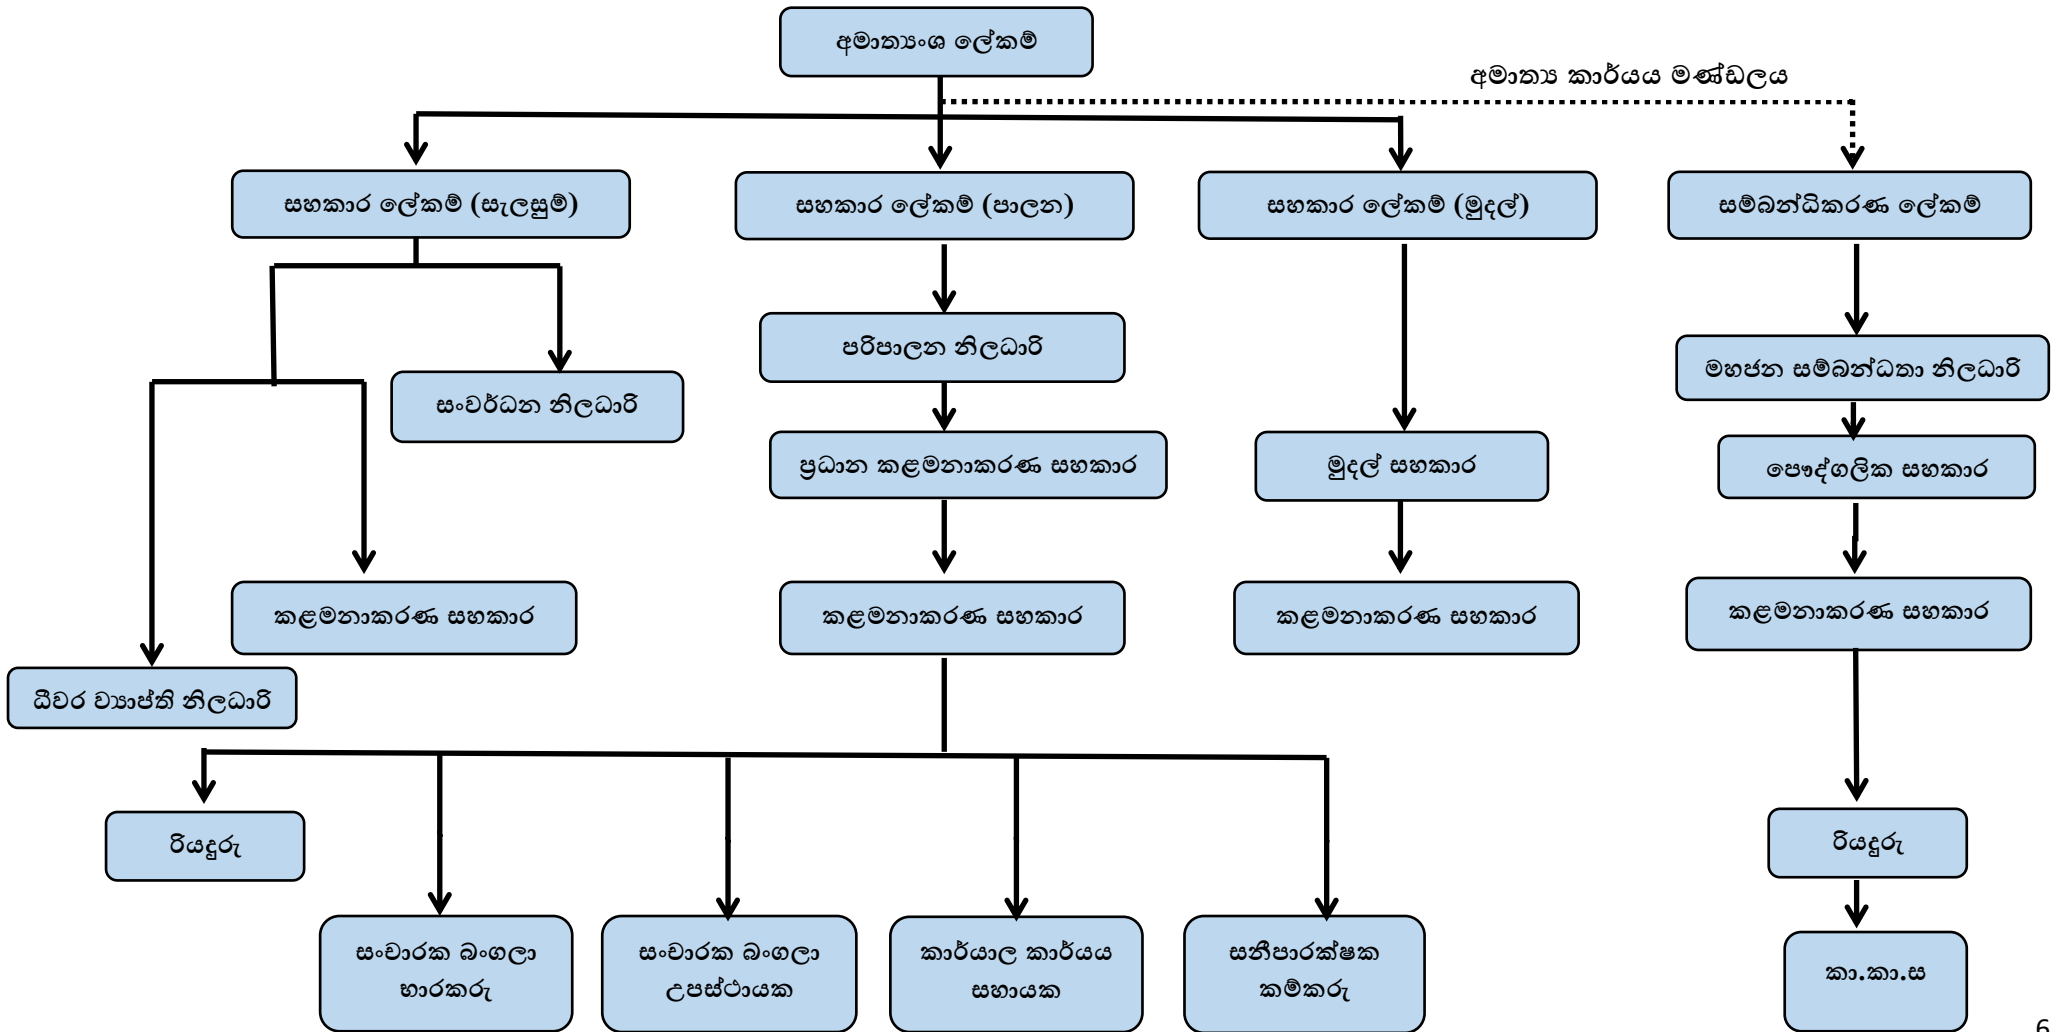 අමාත්‍යංශ ලේකම්
අමාත්‍ය කාර්යය මණ්ඩලය
සහකාර ලේකම් (සැලසුම්)
සහකාර ලේකම් (පාලන)
සහකාර ලේකම් (මුදල්)
සම්බන්ධිකරණ ලේකම්
පරිපාලන නිලධාරි
මහජන සම්බන්ධතා නිලධාරි
සංවර්ධන නිලධාරි
ප්‍රධාන කළමනාකරණ සහකාර
මුදල් සහකාර
පෞද්ගලික සහකාර
කළමනාකරණ සහකාර
කළමනාකරණ සහකාර
කළමනාකරණ සහකාර
කළමනාකරණ සහකාර
ධීවර ව්‍යාප්ති නිලධාරි
රියදුරු
රියදුරු
සංචාරක බංගලා
භාරකරු
සංචාරක බංගලා
උපස්ථායක
කාර්යාල කාර්යය
සහායක
සනීපාරක්ෂක
කම්කරු
කා.කා.ස
6